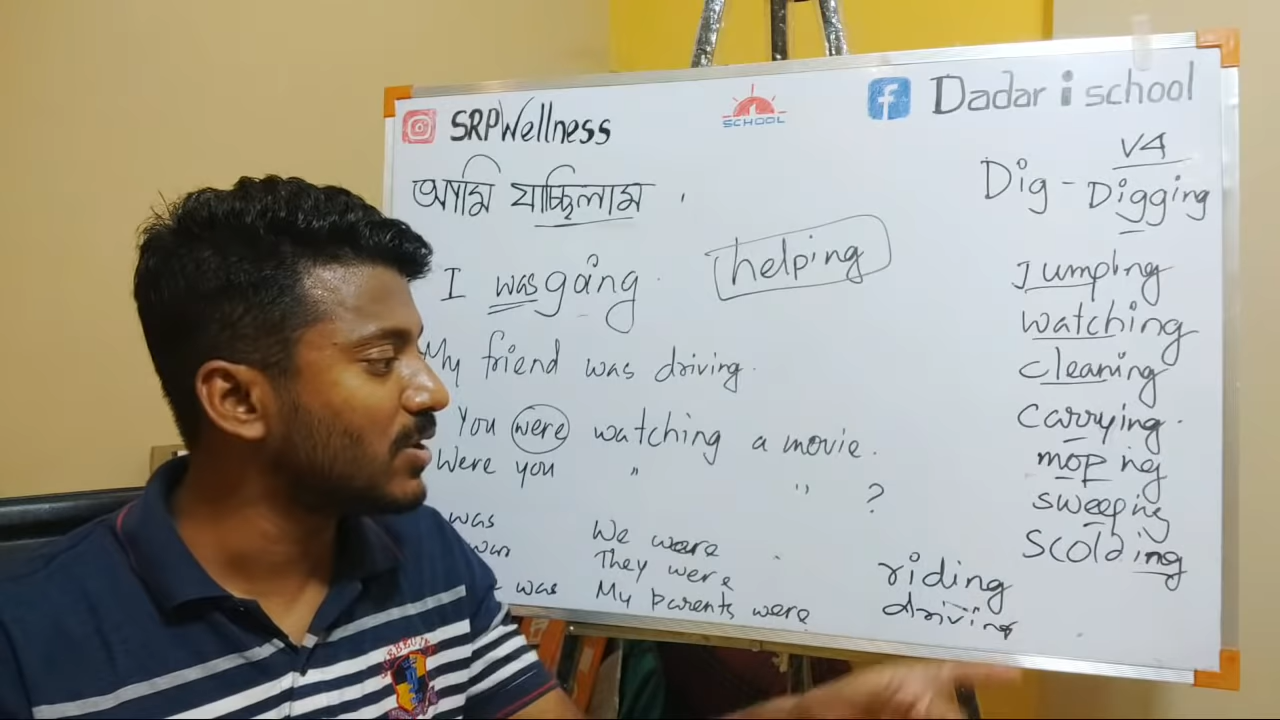 SRPWellness
SCHOOL
f Dadar i school
আমি যাচ্ছিলাম .
I was going .
helping
My friend was driving .
You were watching a movie .
Were you " " ?
was
was
was
We were
They were
My parents were
riding
driving
V4
Dig - Digging
Jumping
watching
cleaning
carrying .
moping
sweeping
Scolding